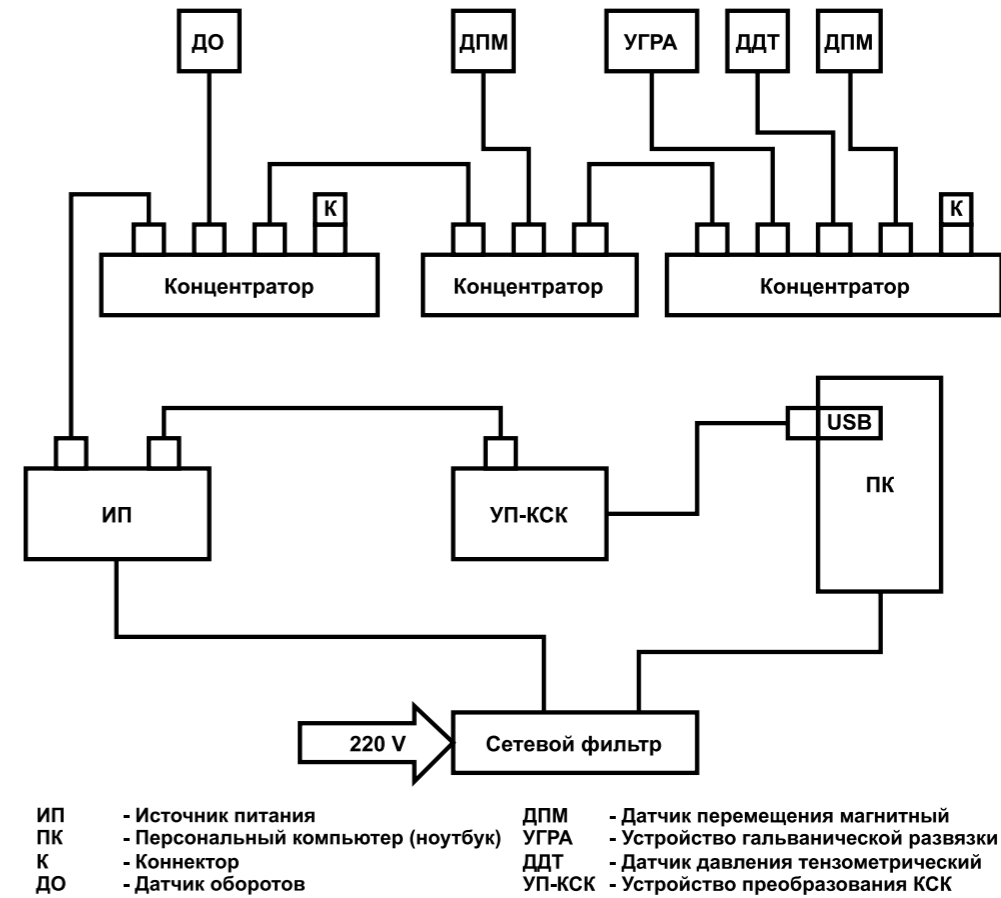 ДО
ДПМ
УГРА
ДДТ
ДПМ
К
К
Концентратор
Концентратор
Концентратор
USB
ПК
ИП
УП-КСК
220 V
Сетевой фильтр
ИП - Источник питания
ПК - Персональный компьютер (ноутбук)
К - Коннектор
ДО - Датчик оборотов
ДПМ - Датчик перемещения магнитный
УГРА - Устройство гальванической развязки
ДДТ - Датчик давления тензометрический
УП-КСК - Устройство преобразования КСК